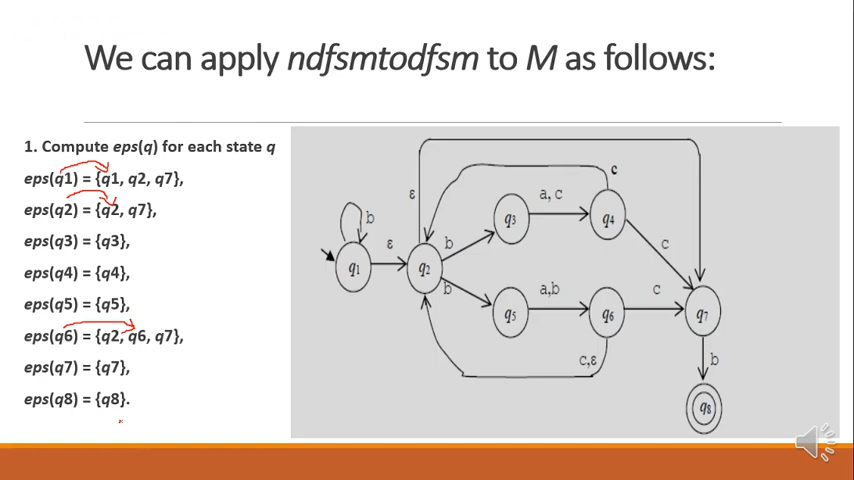 We can apply ndfsmtodfsm to M as follows:
1. Compute eps(q) for each state q
eps(q1) = {q1, q2, q7},
eps(q2) = {q2, q7},
eps(q3) = {q3},
eps(q4) = {q4},
eps(q5) = {q5},
eps(q6) = {q2, q6, q7},
eps(q7) = {q7},
eps(q8) = {q8}.
c
ε
a, c
b
q3
q4
ε
b
c
q1
q2
b
a,b
c
q5
q6
q7
c,ε
b
q8